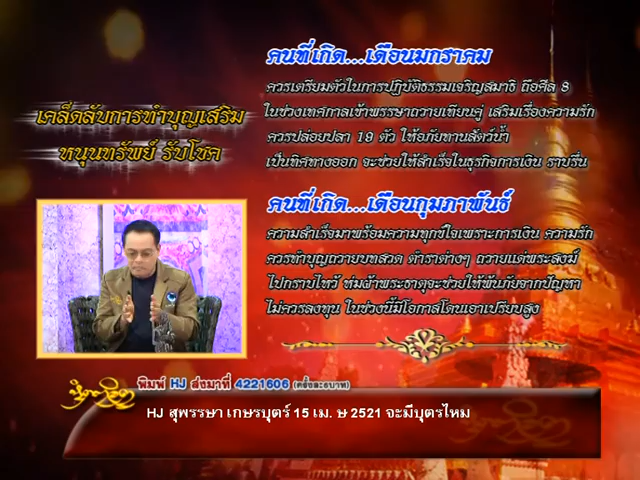 เคล็ดลับการทำบุญเสริม
หนุนทรัพย์ รับโชค
คนที่เกิด...เดือนมกราคม
ควรเตรียมตัวในการปฏิบัติธรรมเจริญสมาธิ ถือศีล 8
ในช่วงเทศกาลเข้าพรรษาถวายเทียนคู่ เสริมเรื่องความรัก
ควรปล่อยปลา 19 ตัว ให้อภัยทานสัตว์น้ำ
เป็นทิศทางออก จะช่วยให้สำเร็จในธุรกิจการเงิน ราบรื่น
คนที่เกิด...เดือนกุมภาพันธ์
ความสำเร็จมาพร้อมความทุกข์ใจเพราะการเงิน ความรัก
ควรทำบุญถวายบทสวด ตำราต่างๆ ถวายแด่พระสงฆ์
ไปกราบไหว้ ห่มผ้าพระธาตุจะช่วยให้พ้นภัยจากปัญหา
ไม่ควรลงทุน ในช่วงนี้มีโอกาสโดนเอาเปรียบสูง
พิมพ์ HJ ส่งมาที่ 4221606 (ครั้งละ๑บาท)
HJ สุพรรษา เกษรบุตร์ 15 เม. ษ 2521 จะมีบุตรไหม